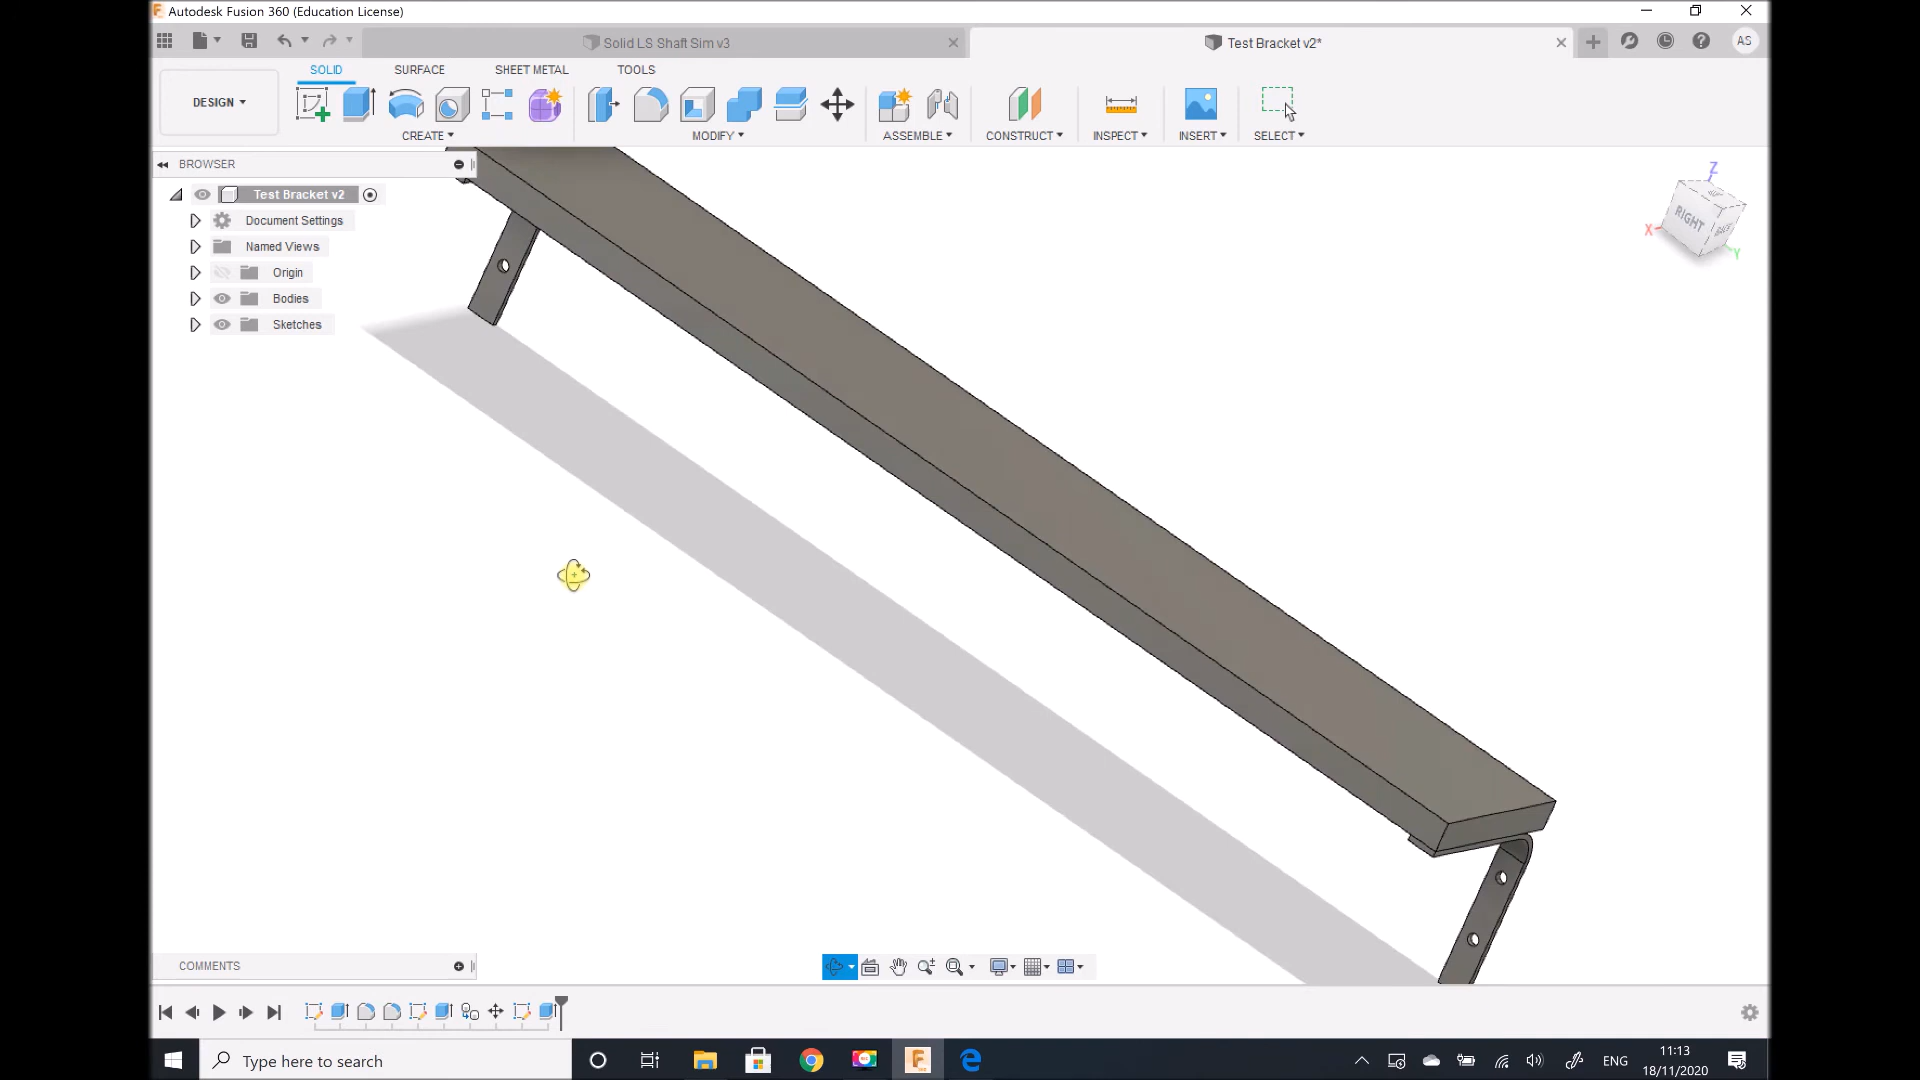 Autodesk Fusion 360 (Education License)
Solid LS Shaft Sim v3
Test Bracket v2*
AS
SOLID
SURFACE
SHEET METAL
TOOLS
DESIGN
CREATE
MODIFY
ASSEMBLE
CONSTRUCT
INSPECT
INSERT
SELECT
BROWSER
Test Bracket v2
Document Settings
Named Views
Origin
Bodies
Sketches
Z
RIGHT
X
Y
COMMENTS
Type here to search
ENG
11:13
18/11/2020